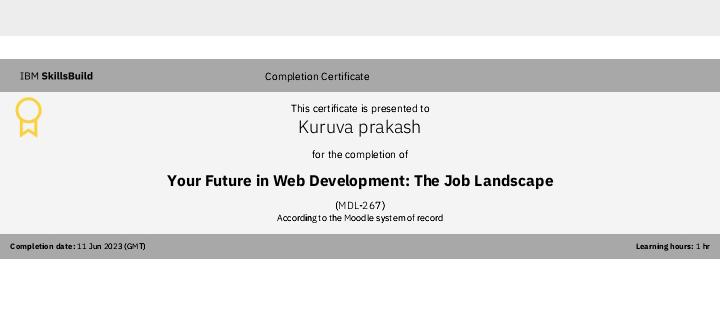 IBM SkillsBuild
Completion Certificate
This certificate is presented to
Kuruva prakash
for the completion of
Your Future in Web Development: The Job Landscape
(MDL-267)
According to the Moodle system of record
Completion date: 11 Jun 2023 (GMT)
Learning hours: 1 hr